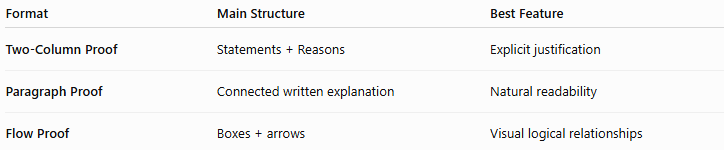 Format Main Structure Best Feature
Two-Column Proof Statements + Reasons Explicit justification
Paragraph Proof Connected written explanation Natural readability
Flow Proof Boxes + arrows Visual logical relationships